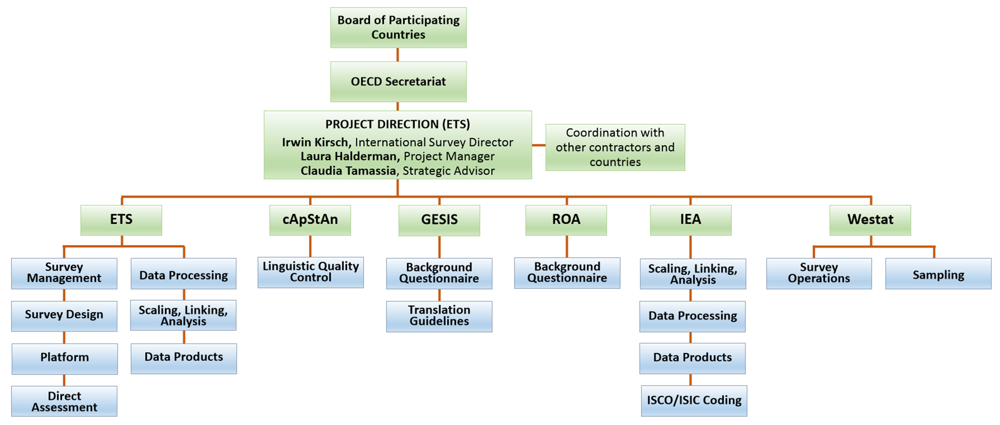 Board of Participating
Countries
OECD Secretariat
PROJECT DIRECTION (ETS)
Irwin Kirsch, International Survey Director
Laura Halderman, Project Manager
Claudia Tamassia, Strategic Advisor
Coordination with
other contractors and
countries
ETS
cApStAn
GESIS
ROA
IEA
Westat
Survey
Management
Survey Design
Platform
Direct
Assessment
Data Processing
Scaling, Linking,
Analysis
Data Products
Linguistic Quality
Control
Background
Questionnaire
Translation
Guidelines
Background
Questionnaire
Scaling, Linking,
Analysis
Data Processing
Data Products
ISCO/ISIC Coding
Survey
Operations
Sampling